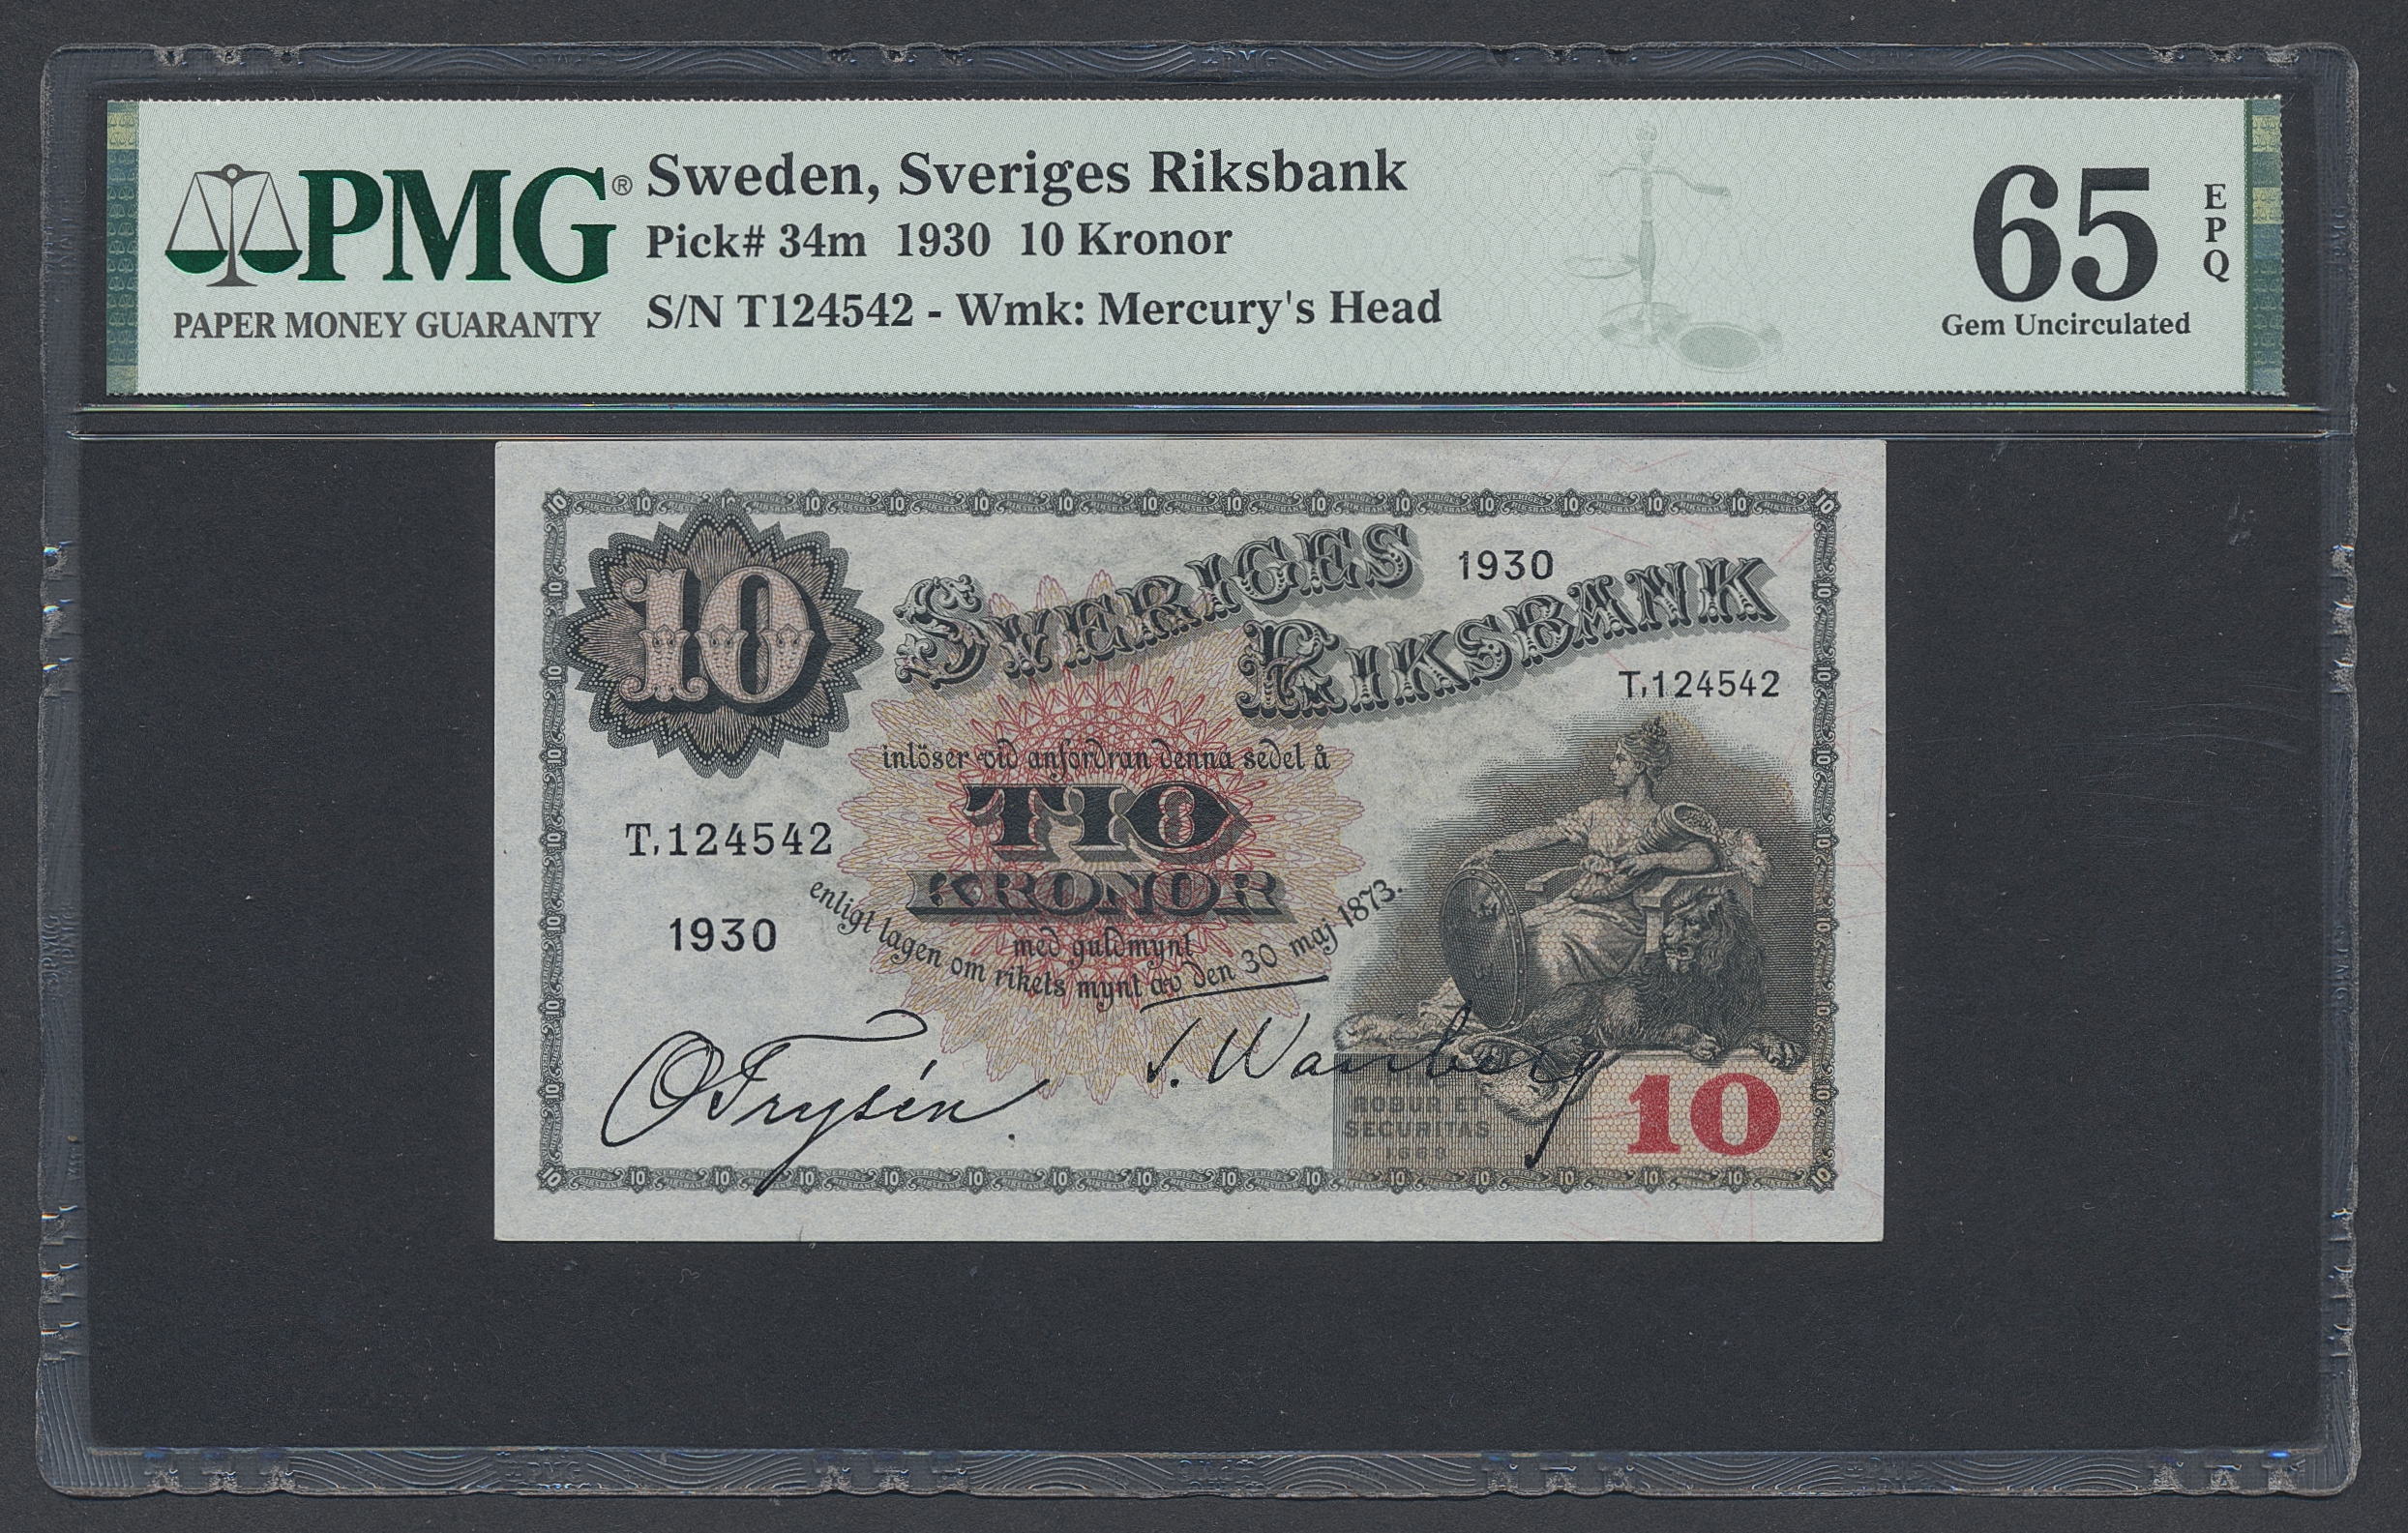 PMG®
PAPER MONEY GUARANTY
Sweden, Sveriges Riksbank
Pick# 34m 1930 10 Kronor
S/N T124542 - Wmk: Mercury's Head
65
EPQ
Gem Uncirculated
10
SVERIGES
1930
RIKSBANK
T,124542
inlöser vid anfordran denna sedel å
TIO
KRONOR
T,124542
1930
med guldmynt
enligt lagen om rikets mynt av den 30 maj 1873.
O Frysén.
ROBUR ET
SECURITAS
10